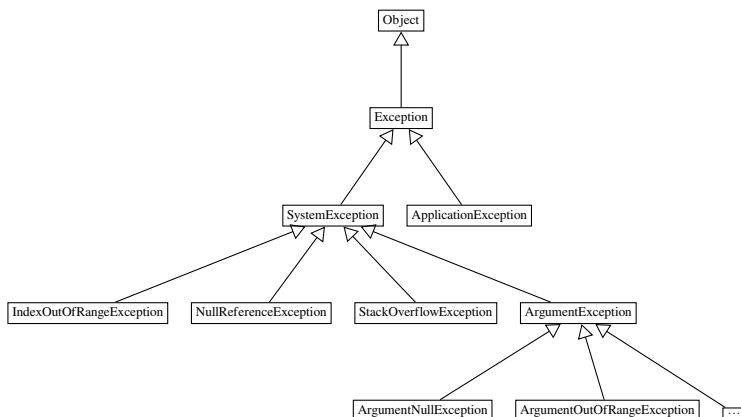 Object
Exception
SystemException
ApplicationException
IndexOutOfRangeException
NullReferenceException
StackOverflowException
ArgumentException
ArgumentNullException
ArgumentOutOfRangeException
...